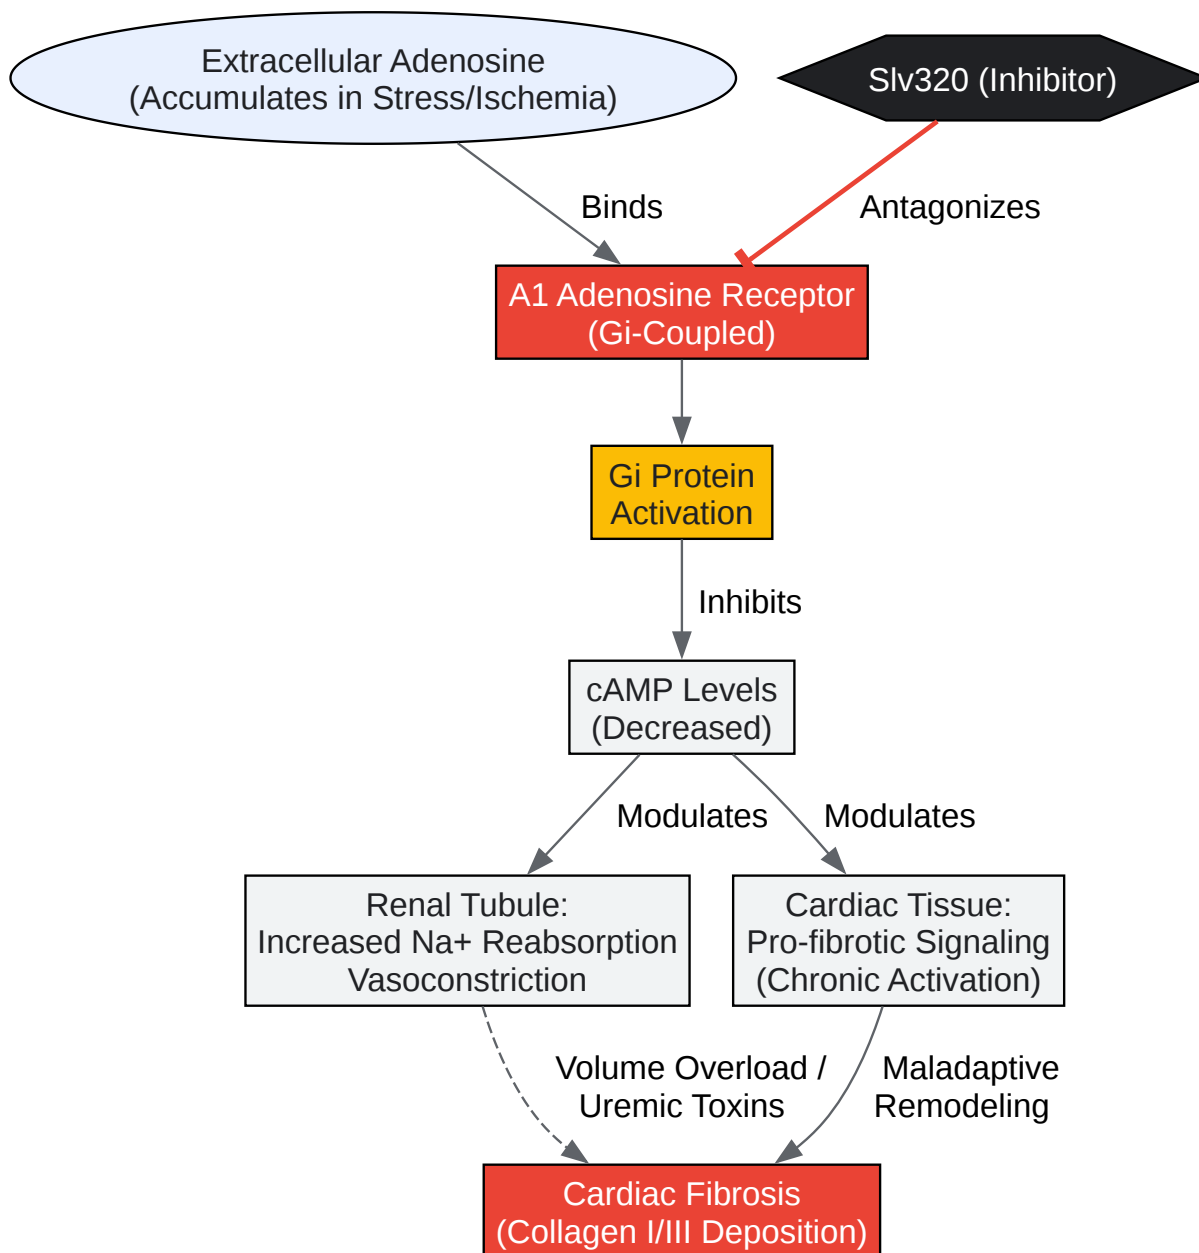 Extracellular Adenosine
(Accumulates in Stress/Ischemia)
Slv320 (Inhibitor)
Binds
Antagonizes
A1 Adenosine Receptor
(Gi-Coupled)
Gi Protein
Activation
Inhibits
cAMP Levels
(Decreased)
Modulates
Modulates
Renal Tubule:
Increased Na+ Reabsorption
Vasoconstriction
Cardiac Tissue:
Pro-fibrotic Signaling
(Chronic Activation)
Volume Overload /
Uremic Toxins
Maladaptive
Remodeling
Cardiac Fibrosis
(Collagen I/III Deposition)